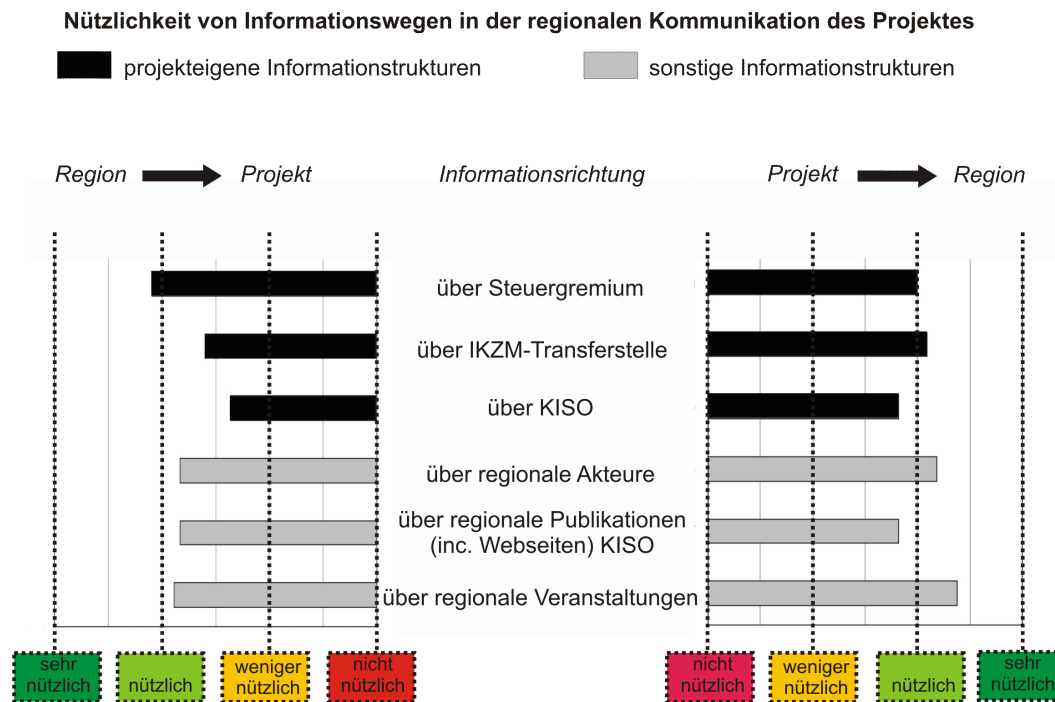 Nützlichkeit von Informationswegen in der regionalen Kommunikation des Projektes
projekteigene Informationstrukturen
sonstige Informationstrukturen
Region Projekt Informationsrichtung Projekt Region
über Steuergremium
über IKZM-Transferstelle
über KISO
über regionale Akteure
über regionale Publikationen
(inc. Webseiten) KISO
über regionale Veranstaltungen
sehr
nützlich
nützlich
weniger
nützlich
nicht
nützlich
nicht
nützlich
weniger
nützlich
nützlich
sehr
nützlich